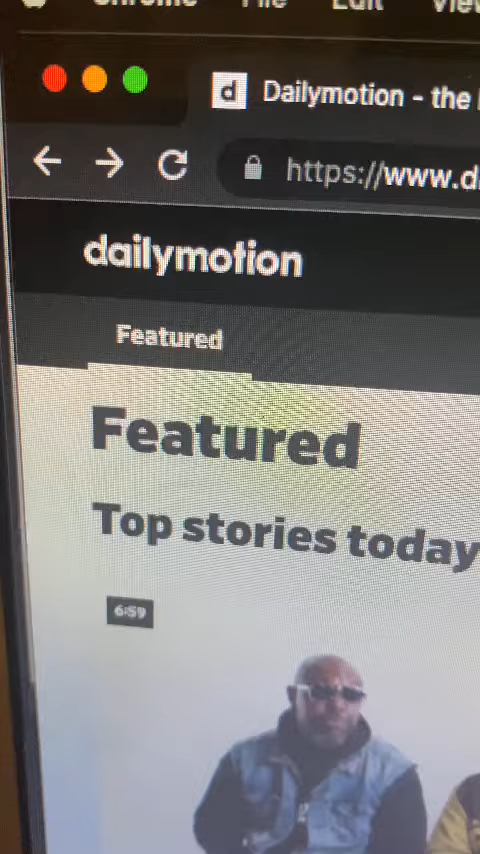 Chrome File Edit View
d Dailymotion - the
https://www.d
dailymotion
Featured
Featured
Top stories today
6:59